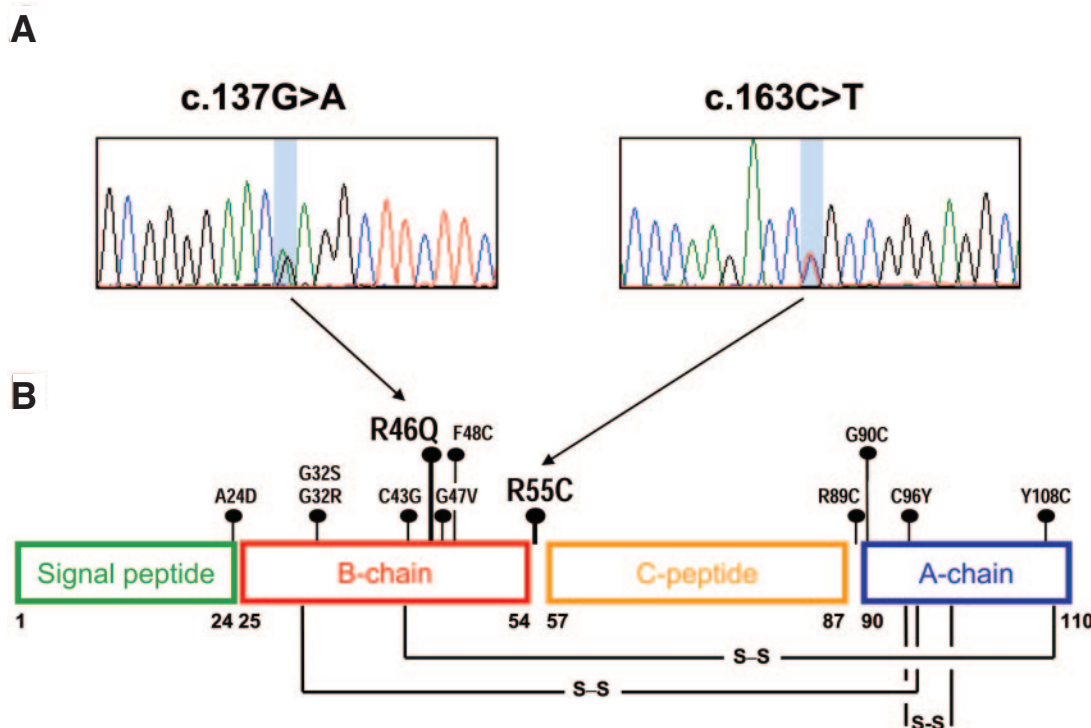 A
c.137G>A
c.163C>T
B
R46Q
F48C
G90C
G32S
G32R
A24D
C43G
G47V
R55C
R89C
C96Y
Y108C
Signal peptide
B-chain
C-peptide
A-chain
1
24
25
54
57
87
90
110
S–S
S–S
S-S